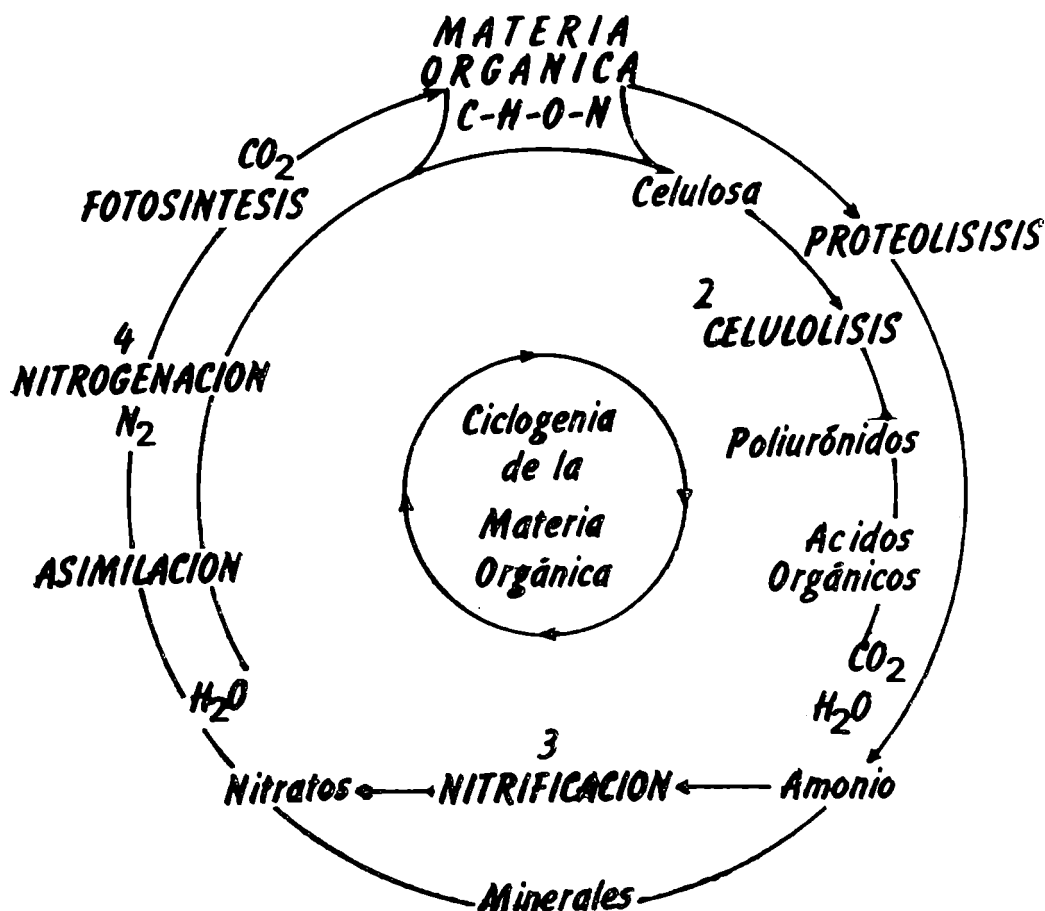 MATERIA
ORGANICA
C-H-O-N
CO2
FOTOSINTESIS
Celulosa
PROTEOLISISIS
2
CELULOLISIS
4
NITROGENACION
N2
Ciclogenia
de la
Materia
Orgánica
Poliurónidos
ASIMILACION
Acidos
Orgánicos
CO2
H2O
H2O
3
Nitratos
NITRIFICACION
Amonio
Minerales